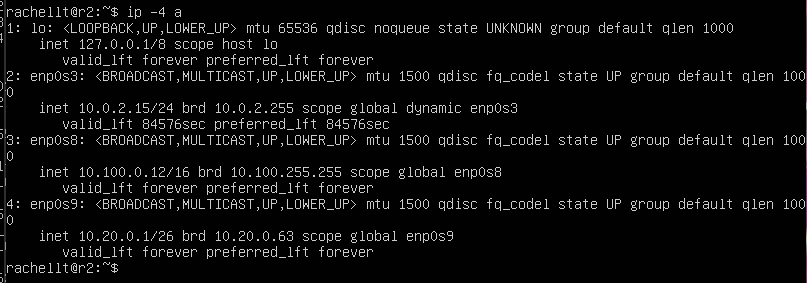 rachellt@r2:~$ ip -4 a
1: lo: <LOOPBACK,UP,LOWER_UP> mtu 65536 qdisc noqueue state UNKNOWN group default qlen 1000
    inet 127.0.0.1/8 scope host lo
       valid_lft forever preferred_lft forever
2: enp0s3: <BROADCAST,MULTICAST,UP,LOWER_UP> mtu 1500 qdisc fq_codel state UP group default qlen 100
0
    inet 10.0.2.15/24 brd 10.0.2.255 scope global dynamic enp0s3
       valid_lft 84576sec preferred_lft 84576sec
3: enp0s8: <BROADCAST,MULTICAST,UP,LOWER_UP> mtu 1500 qdisc fq_codel state UP group default qlen 100
0
    inet 10.100.0.12/16 brd 10.100.255.255 scope global enp0s8
       valid_lft forever preferred_lft forever
4: enp0s9: <BROADCAST,MULTICAST,UP,LOWER_UP> mtu 1500 qdisc fq_codel state UP group default qlen 100
0
    inet 10.20.0.1/26 brd 10.20.0.63 scope global enp0s9
       valid_lft forever preferred_lft forever
rachellt@r2:~$